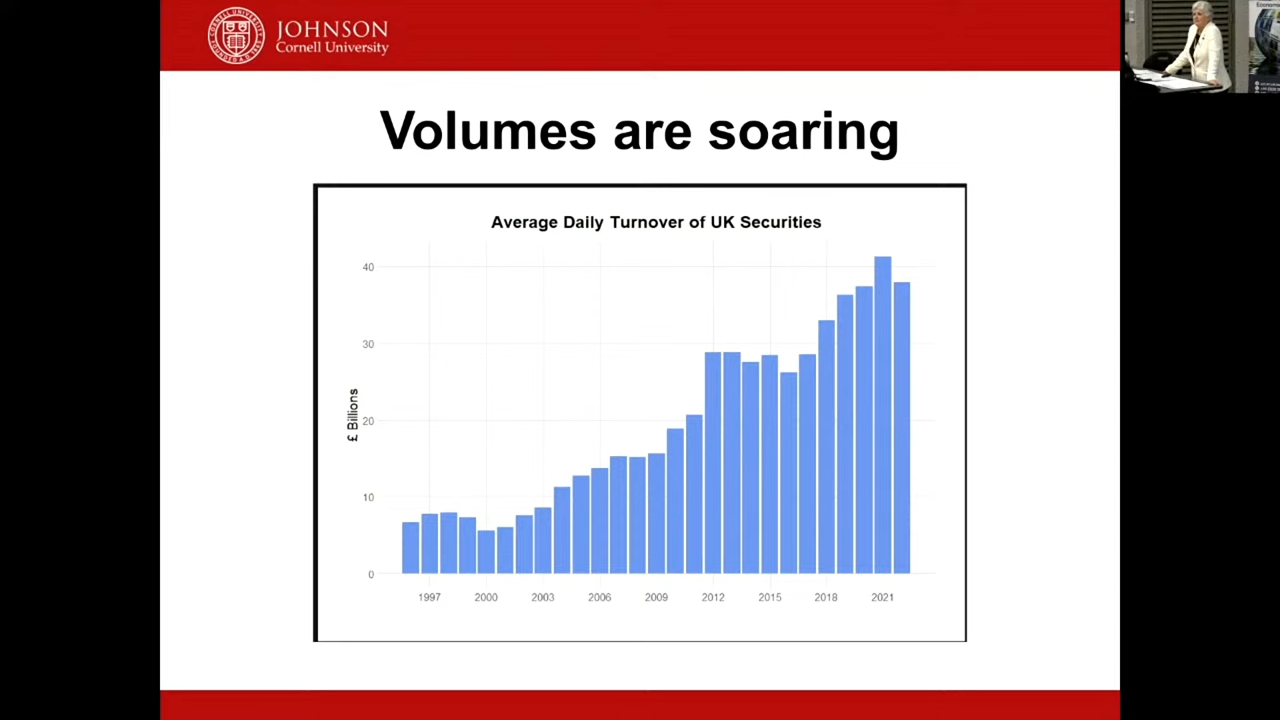 JOHNSON
Cornell University
Economis
Volumes are soaring
Average Daily Turnover of UK Securities
40
30
20
10
0
£ Billions
1997 2000 2003 2006 2009 2012 2015 2018 2021